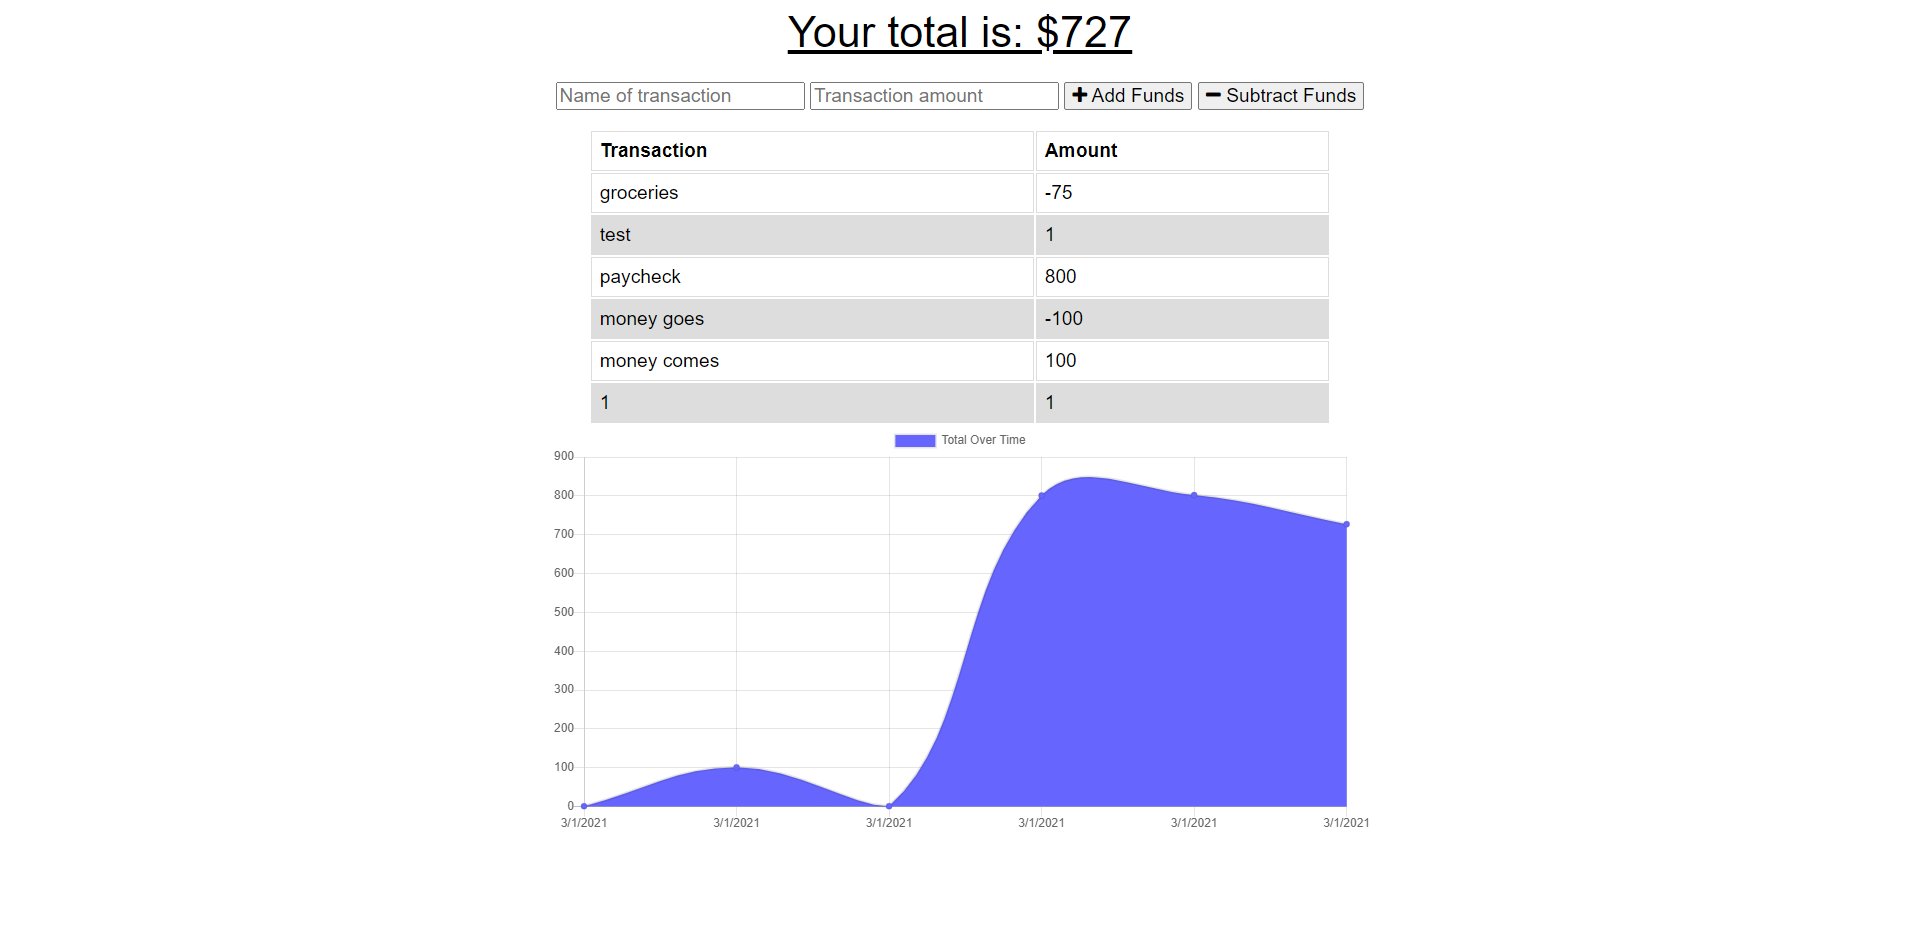 Your total is: $727
Name of transaction Transaction amount Add Funds Subtract Funds
Transaction Amount
groceries -75
test 1
paycheck 800
money goes -100
money comes 100
1 1
Total Over Time
900
800
700
600
500
400
300
200
100
0
3/1/2021 3/1/2021 3/1/2021 3/1/2021 3/1/2021 3/1/2021